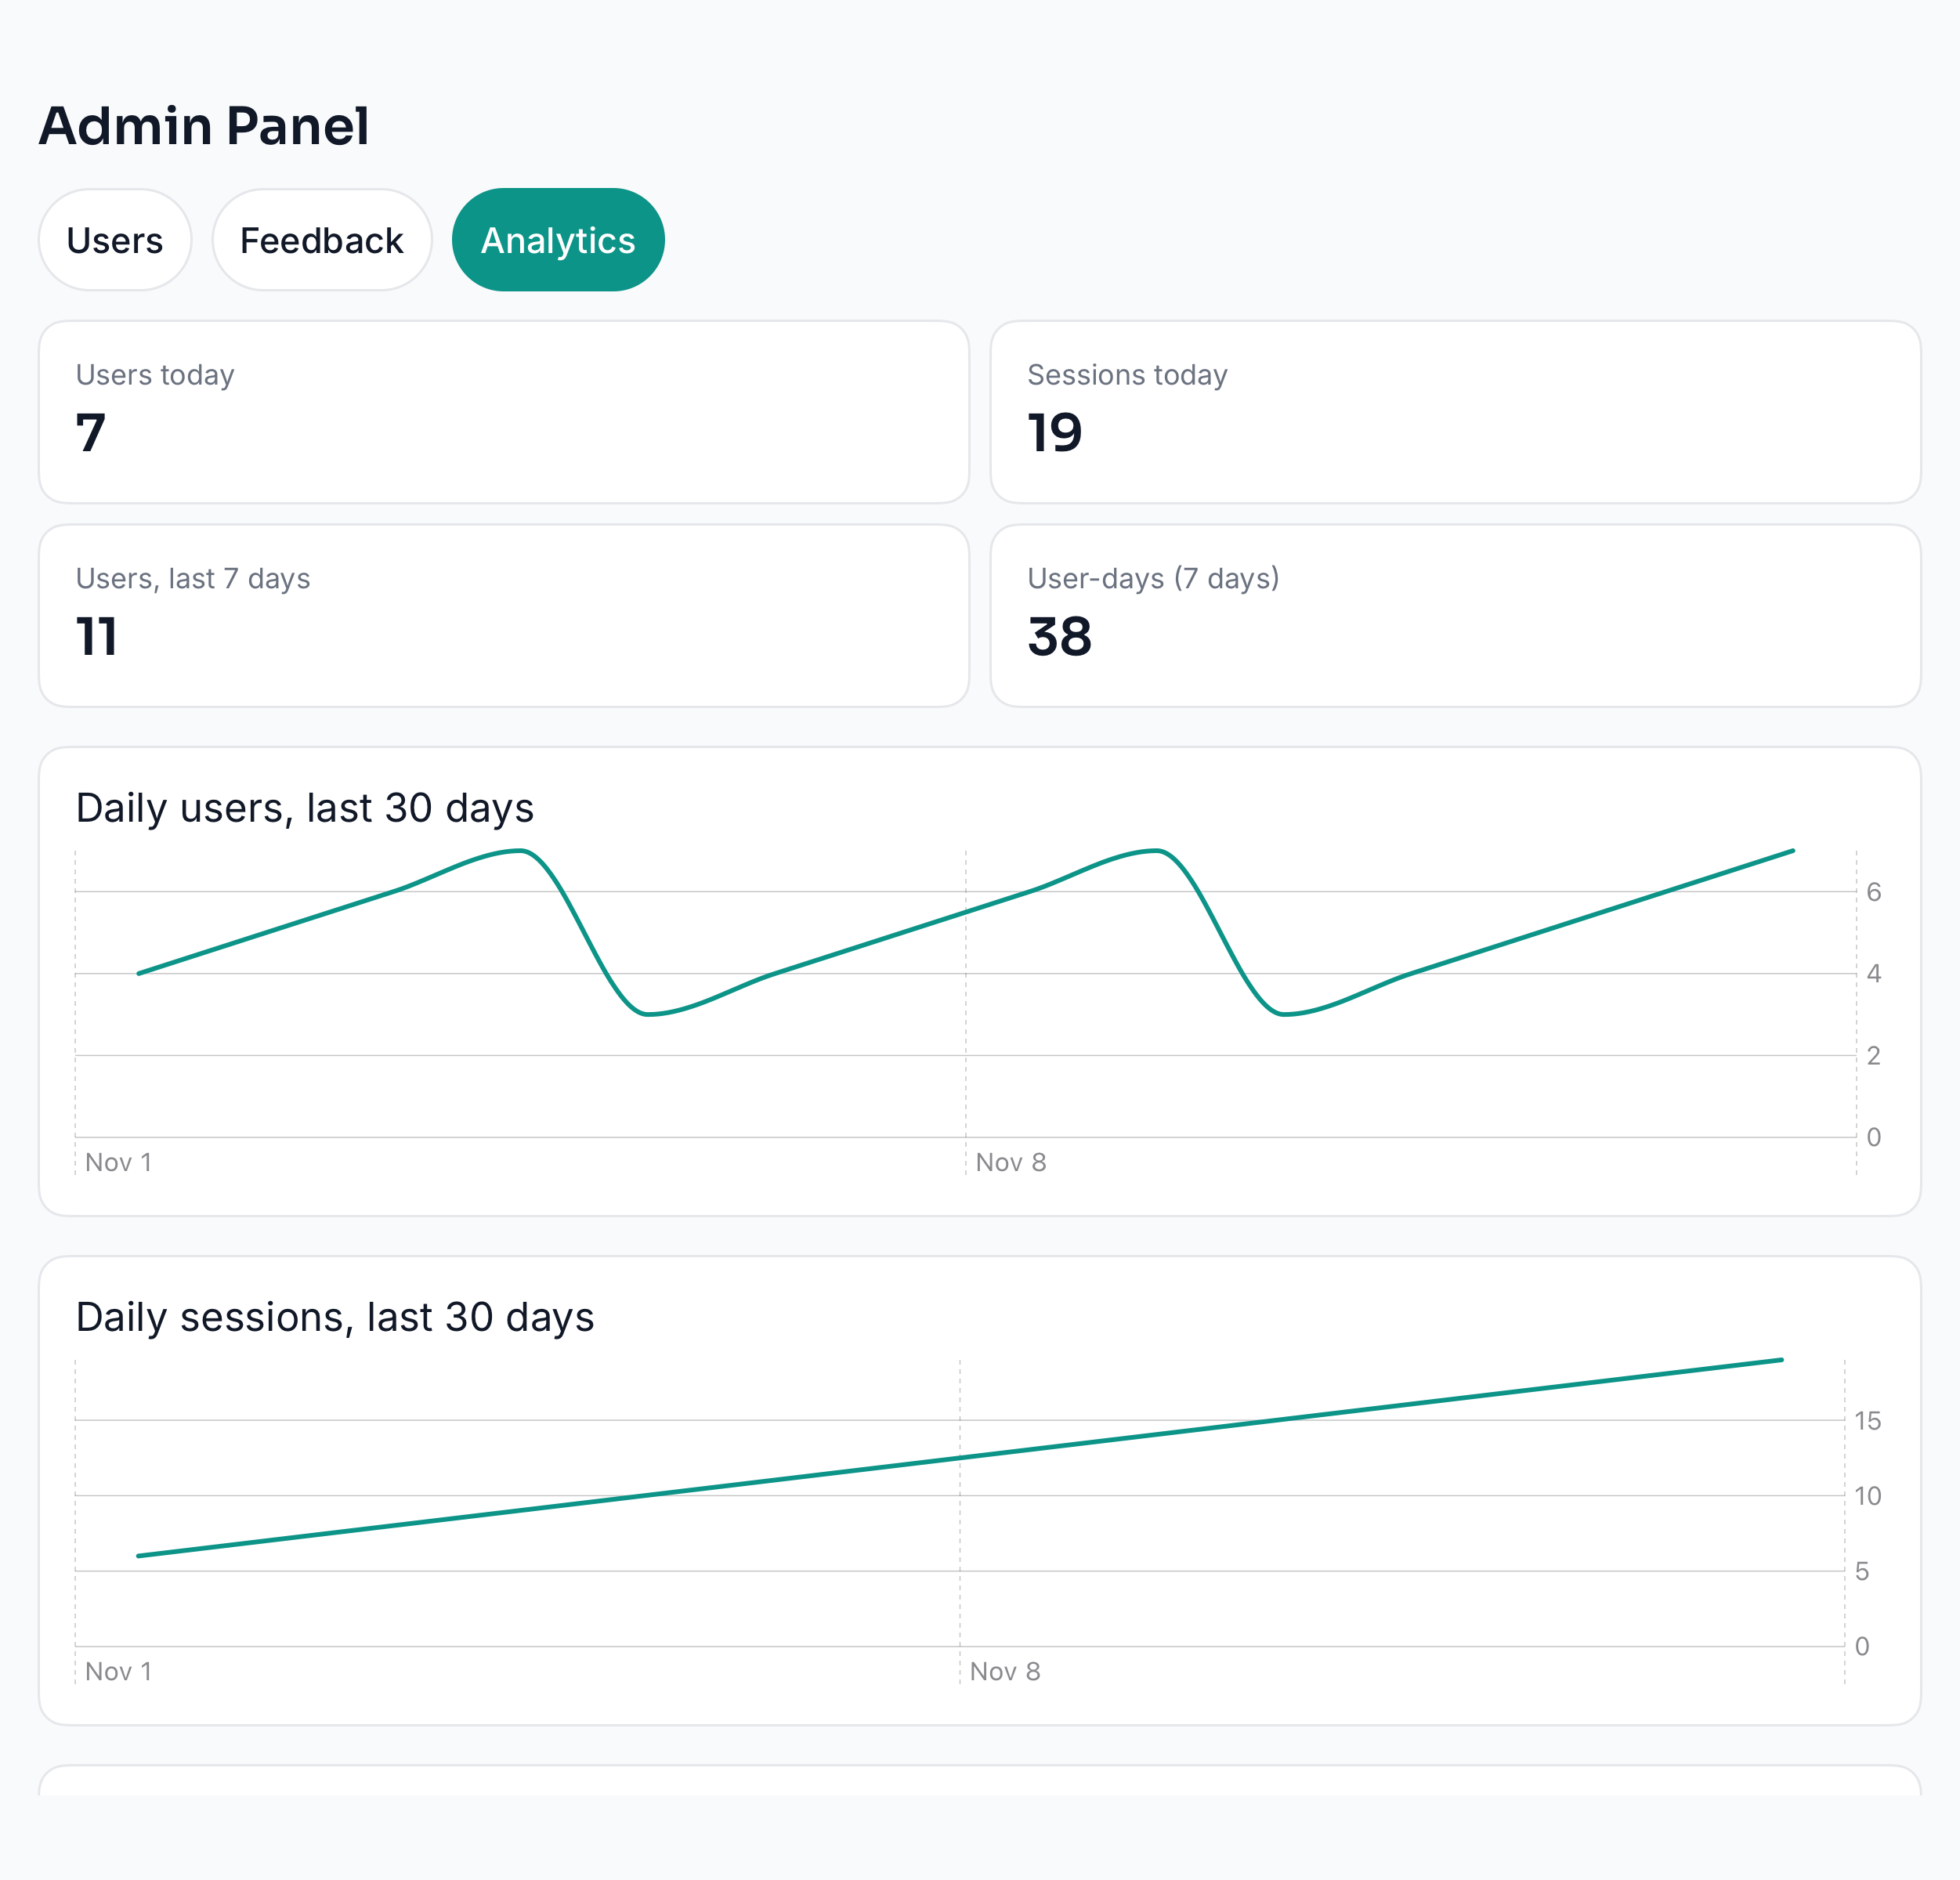 Admin Panel
Users Feedback Analytics
Users today
7
Sessions today
19
Users, last 7 days
11
User-days (7 days)
38
Daily users, last 30 days
6
4
2
0
Nov 1 Nov 8
Daily sessions, last 30 days
15
10
5
0
Nov 1 Nov 8